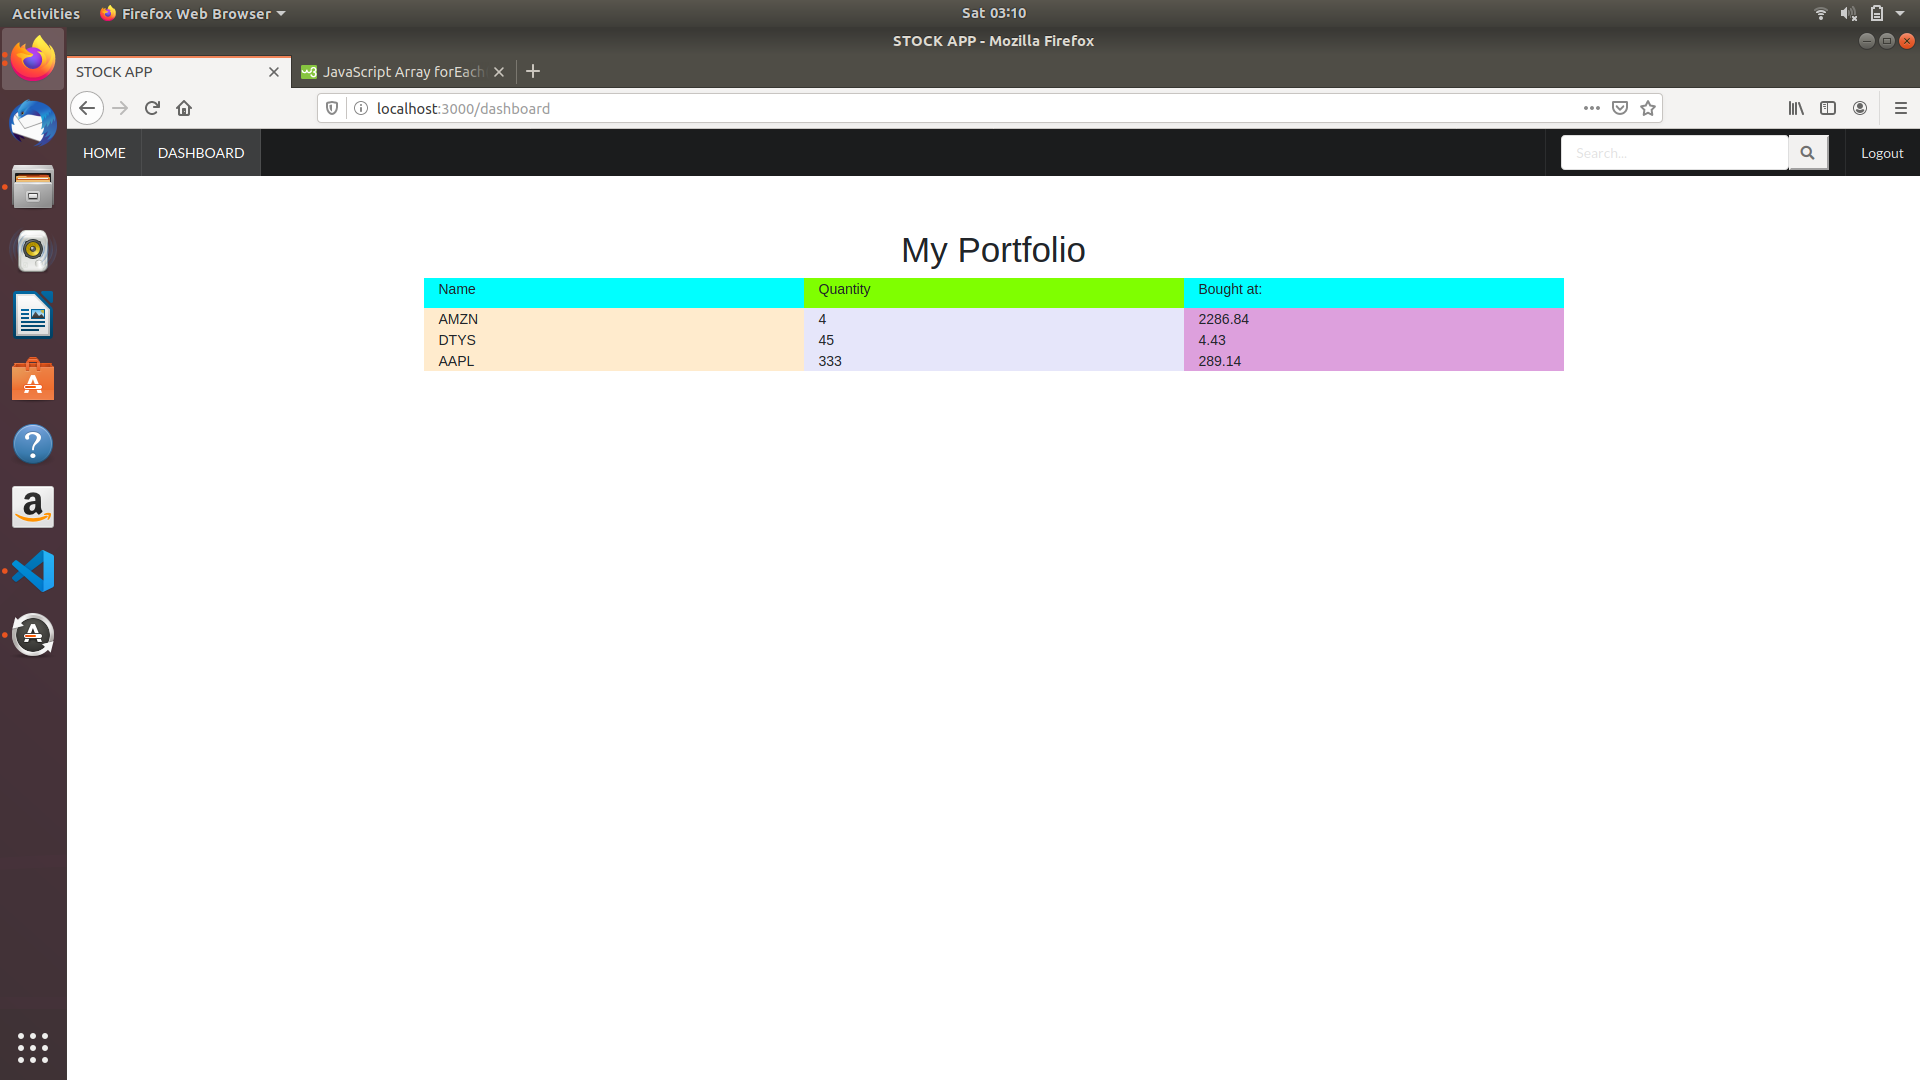 Activities Firefox Web Browser Sat 03:10
STOCK APP - Mozilla Firefox
STOCK APP JavaScript Array forEach
localhost:3000/dashboard
HOME DASHBOARD Search... Logout
My Portfolio
Name Quantity Bought at:
AMZN 4 2286.84
DTYS 45 4.43
AAPL 333 289.14